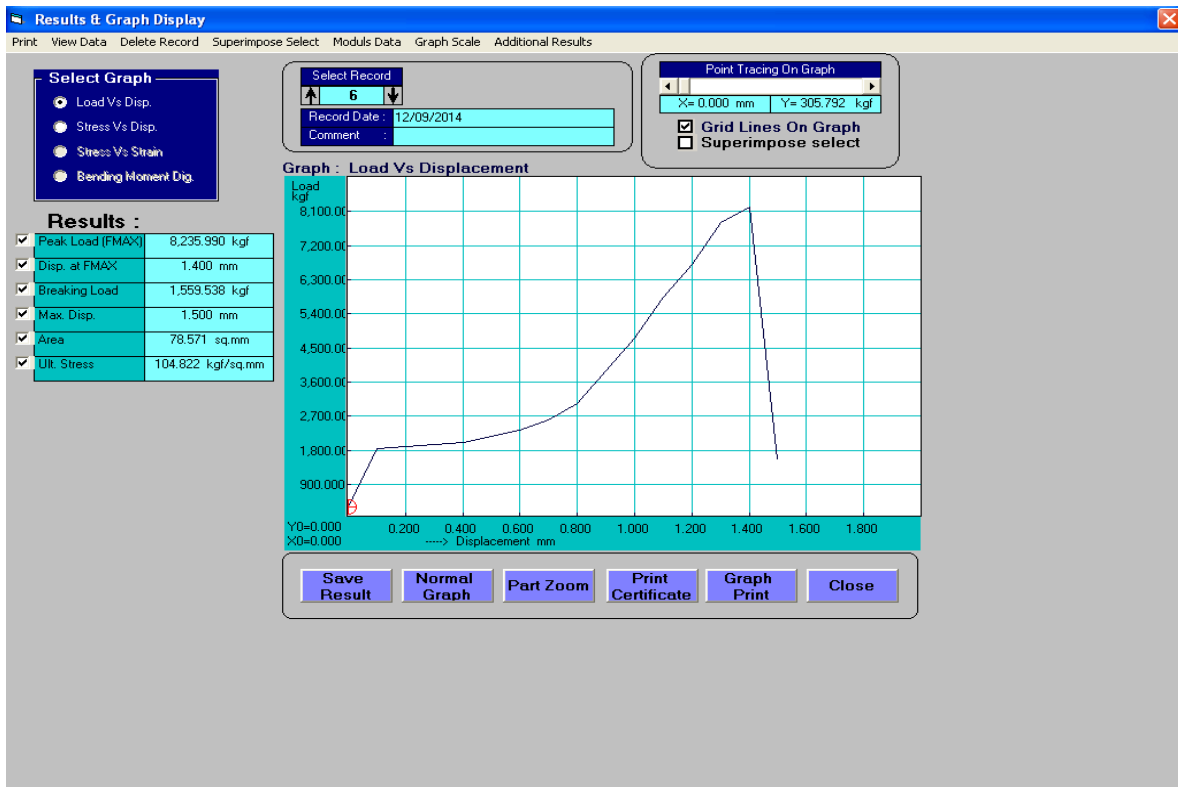 Results & Graph Display
Print View Data Delete Record Superimpose Select Moduls Data Graph Scale Additional Results
Select Graph
Load Vs Disp.
Stress Vs Disp.
Stress Vs Strain
Bending Moment Dig.
Select Record
6
Record Date : 12/09/2014
Comment :
Point Tracing On Graph
X= 0.000 mm Y= 305.792 kgf
Grid Lines On Graph
Superimpose select
Results :
Peak Load (FMAX) 8,235.990 kgf
Disp. at FMAX 1.400 mm
Breaking Load 1,559.538 kgf
Max. Disp. 1.500 mm
Area 78.571 sq.mm
Ult. Stress 104.822 kgf/sq.mm
Graph : Load Vs Displacement
Load
kgf
8,100.00
7,200.00
6,300.00
5,400.00
4,500.00
3,600.00
2,700.00
1,800.00
900.000
Y0=0.000 0.200 0.400 0.600 0.800 1.000 1.200 1.400 1.600 1.800
X0=0.000 ----> Displacement mm
Save Result
Normal Graph
Part Zoom
Print Certificate
Graph Print
Close